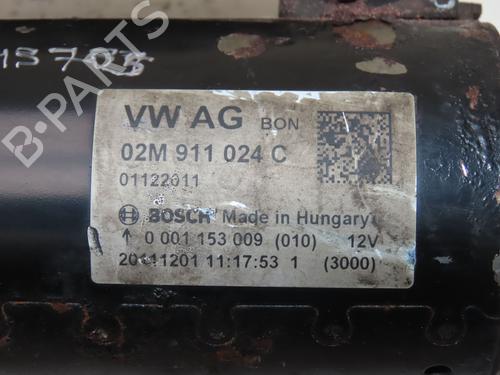 VW AG BON
02M 911 024 C
01122011
BOSCH Made in Hungary
↑ 0 001 153 009 (010) 12V
20111201 11:17:53 1 (3000)